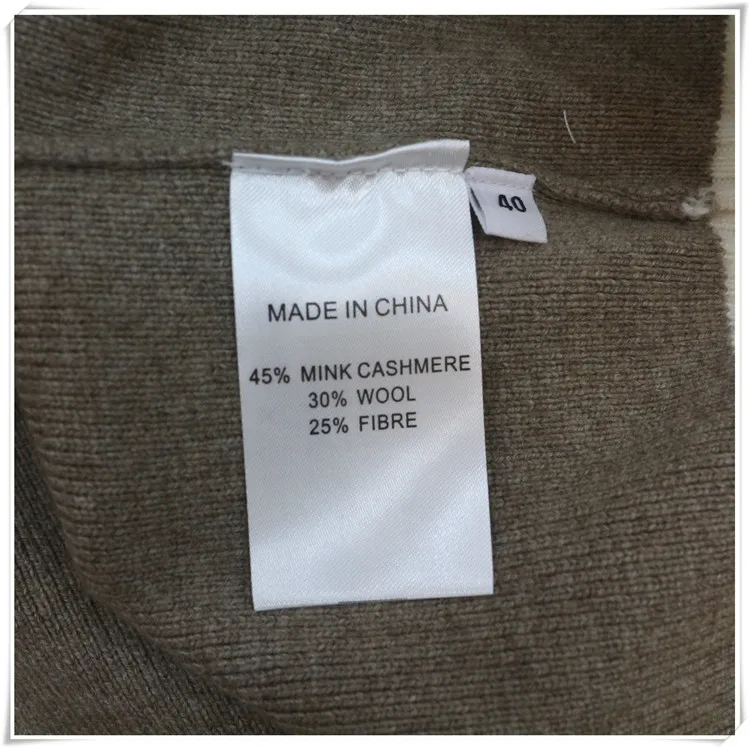 40
MADE IN CHINA
45% MINK CASHMERE
30% WOOL
25% FIBRE